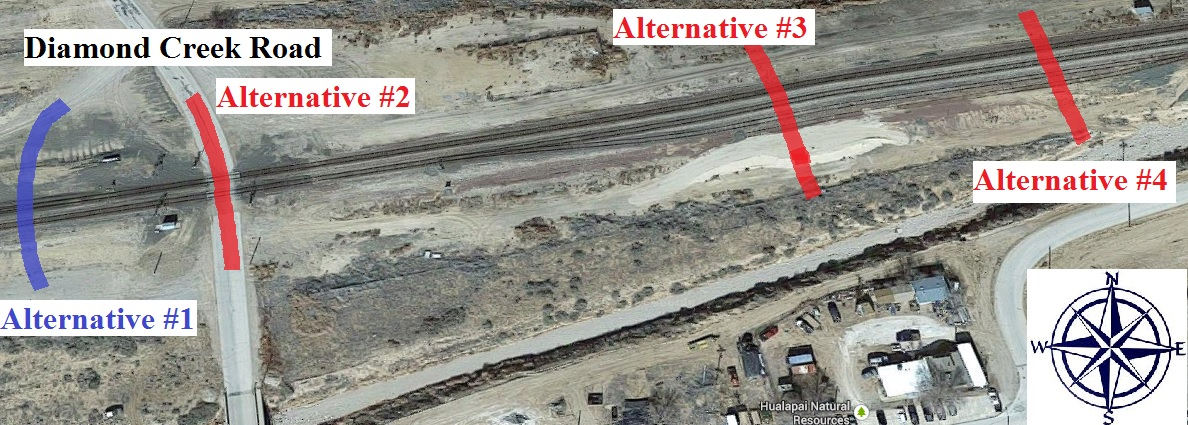 Diamond Creek Road
Alternative #3
Alternative #2
Alternative #4
Alternative #1
N
W
E
S
Hualapai Natural
Resources